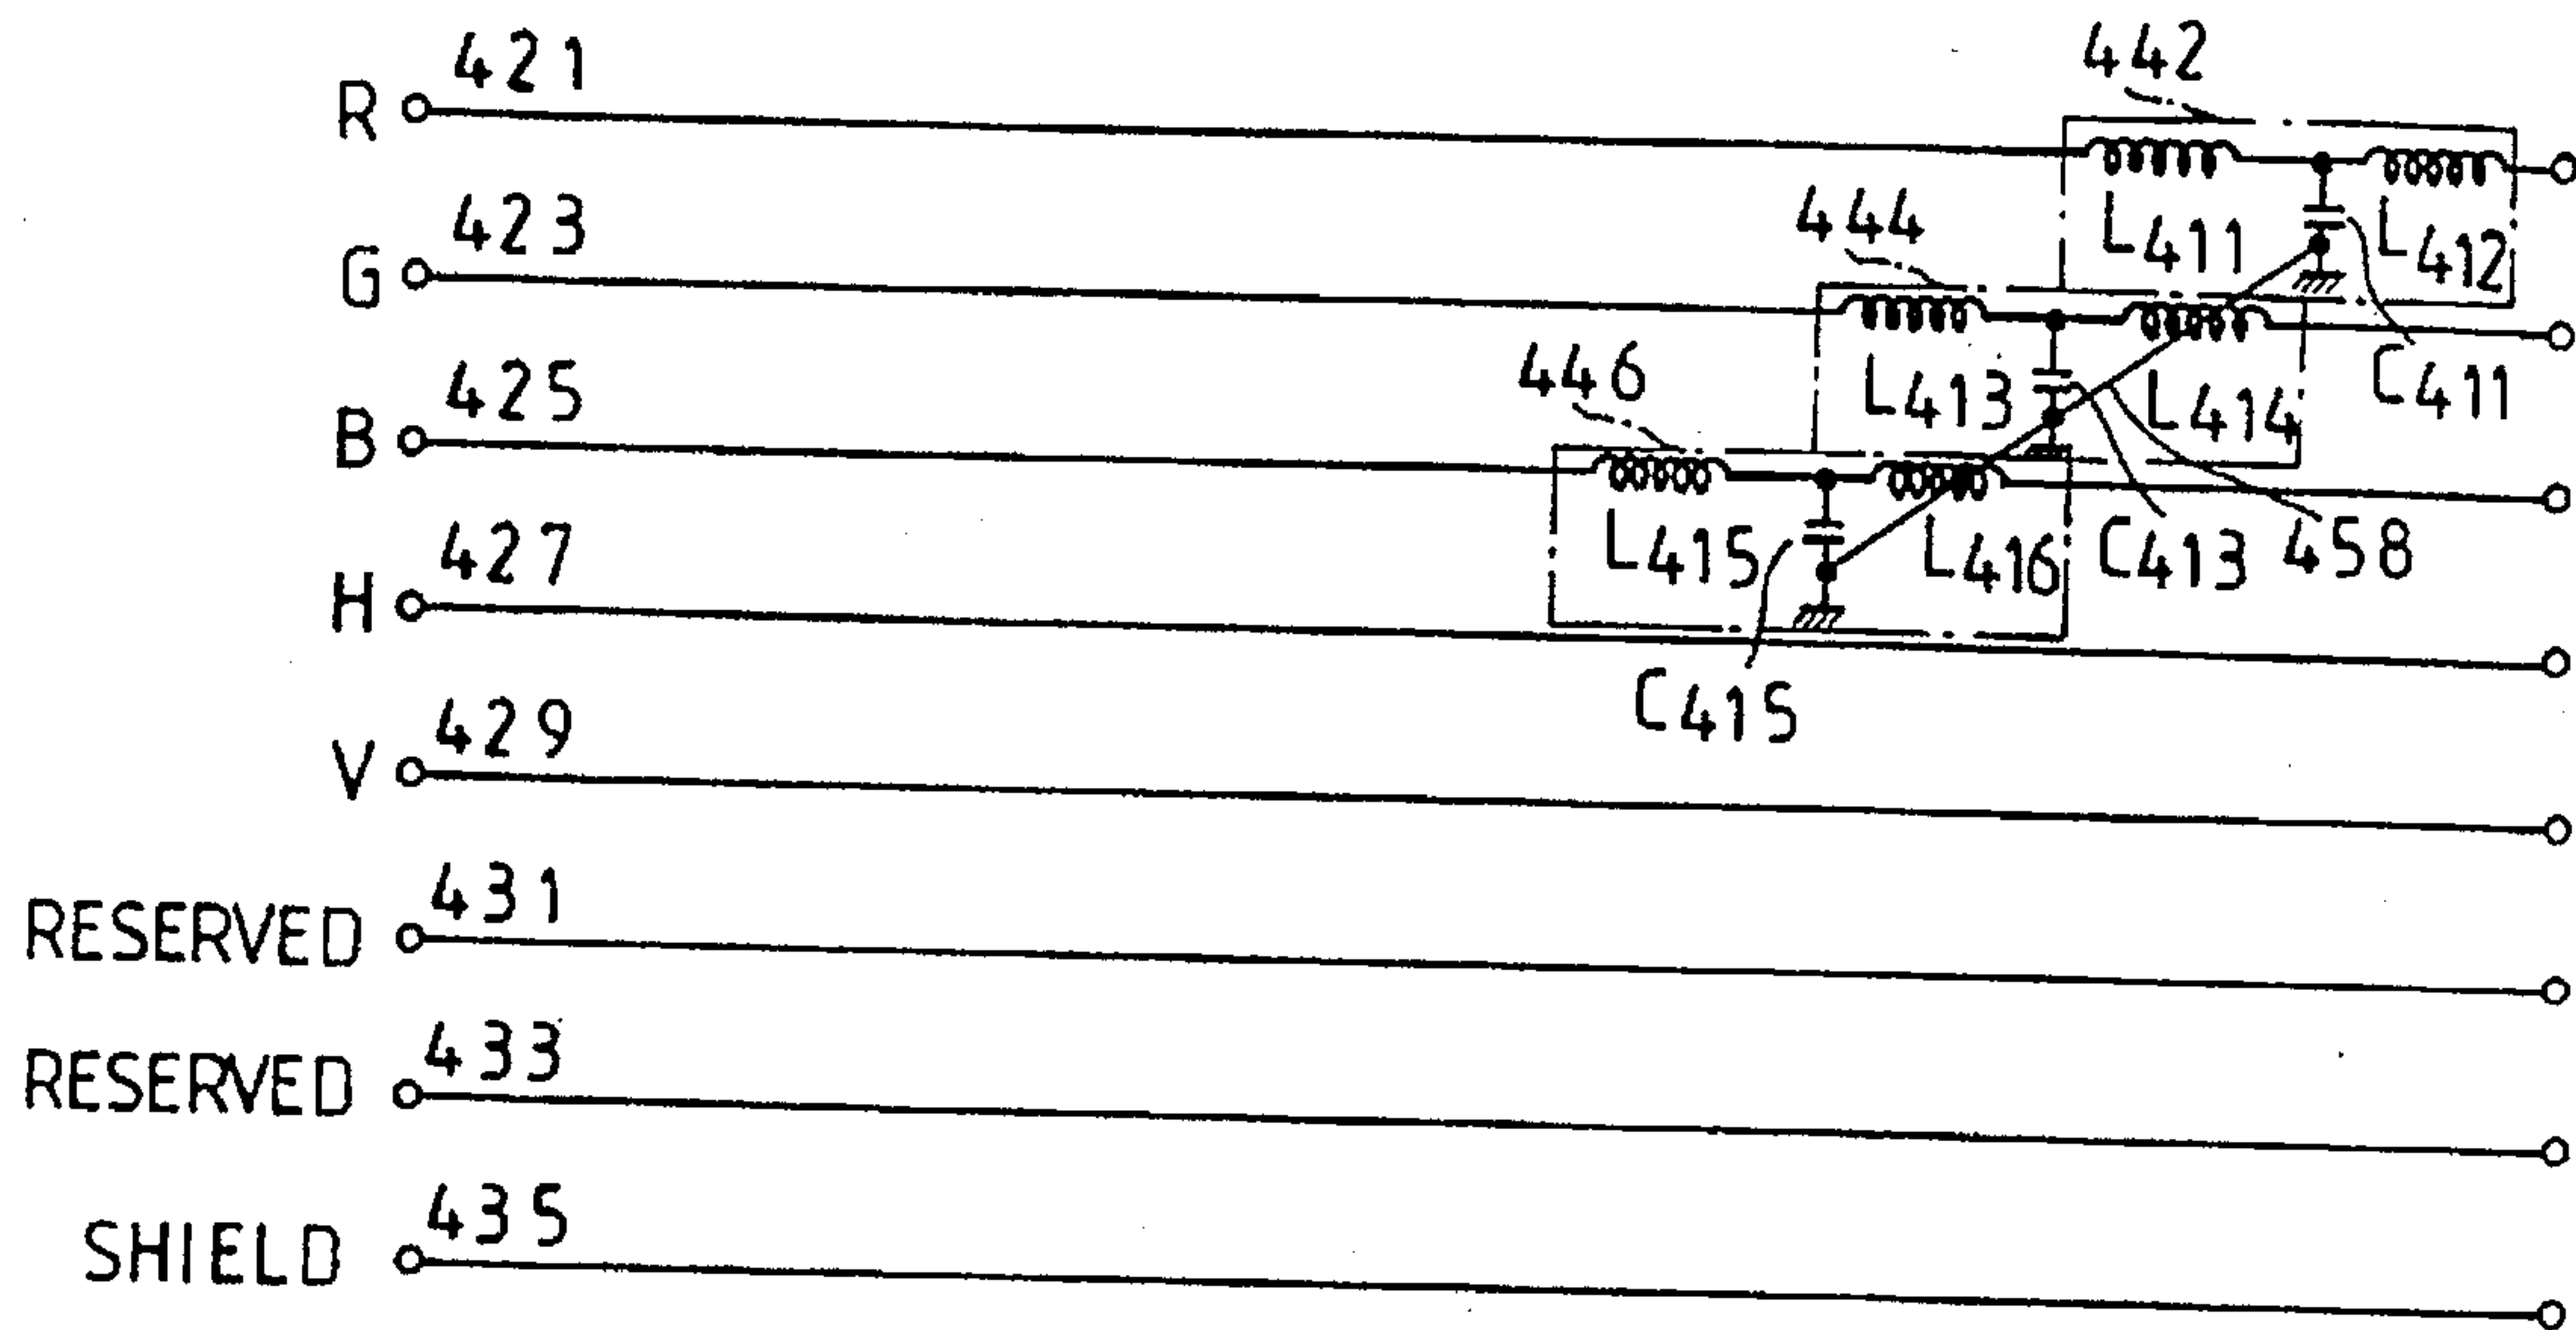 442
R 421
L411 L412
444
G 423
C411
L413 L414
446
B 425
C413 458
L415 L416
H 427
C415
V 429
RESERVED 431
RESERVED 433
SHIELD 435